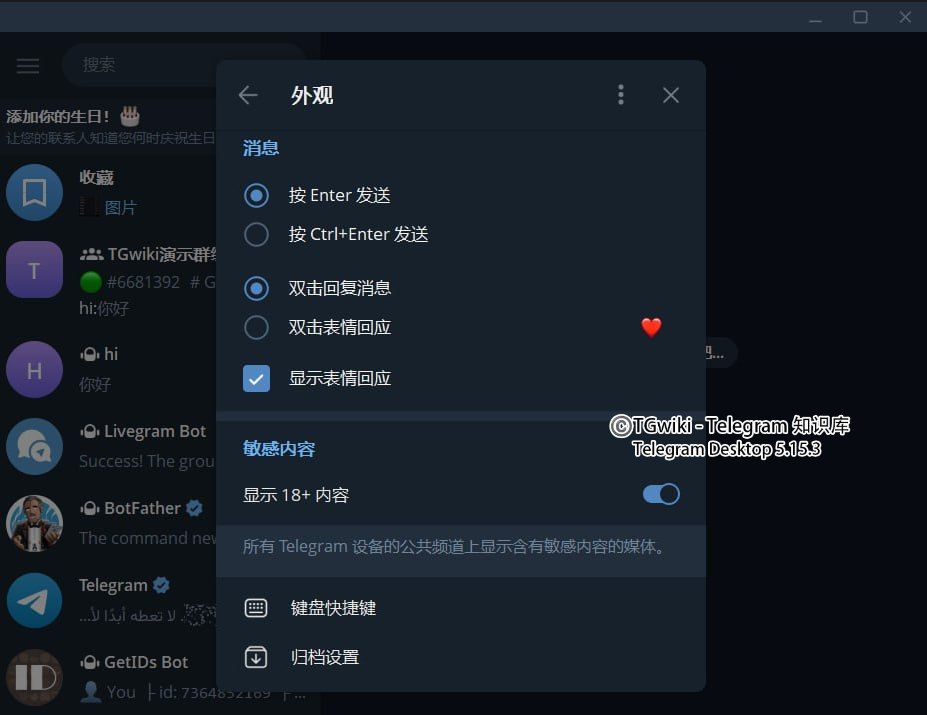 搜索
添加你的生日！
让您的联系人知道您何时庆祝生日
收藏
图片
T
TGwiki演示群组
#6681392 # G
hi:你好
H
hi
你好
Livegram Bot
Success! The grou
BotFather
The command new
Telegram
...لا تعطه أبدًا لأ
GetIDs Bot
You ├ id: 7364852169 ├ ...
外观
消息
按 Enter 发送
按 Ctrl+Enter 发送
双击回复消息
双击表情回应
显示表情回应
敏感内容
显示 18+ 内容
所有 Telegram 设备的公共频道上显示含有敏感内容的媒体。
键盘快捷键
归档设置
吧...
©TGwiki - Telegram 知识库
Telegram Desktop 5.15.3